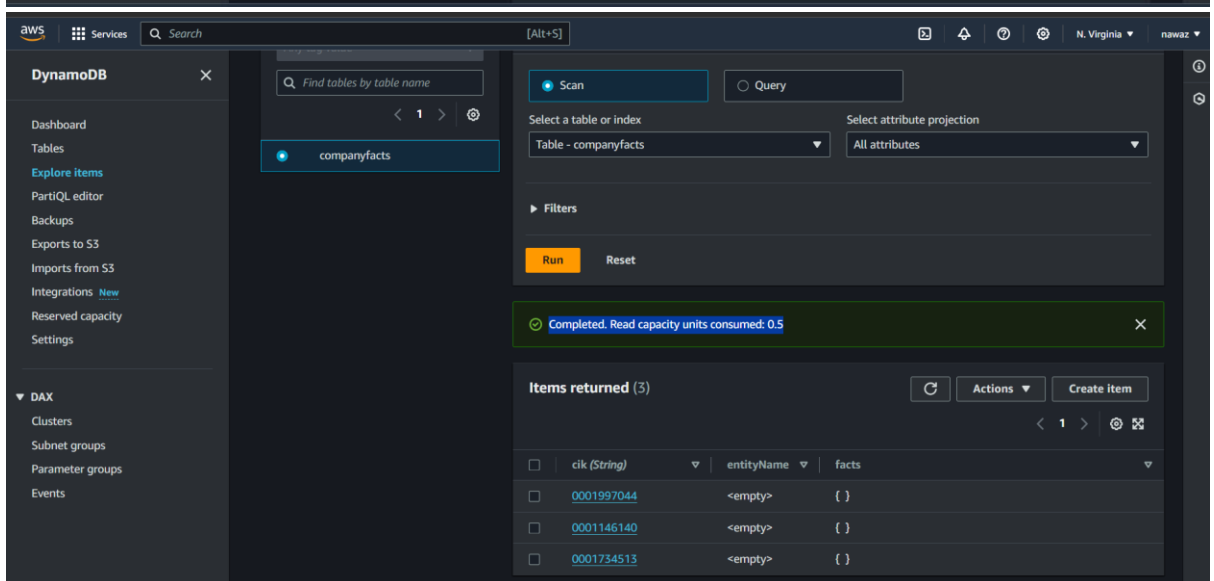 aws Services Search [Alt+S] N. Virginia nawaz
DynamoDB
Dashboard
Tables
Explore items
PartiQL editor
Backups
Exports to S3
Imports from S3
Integrations New
Reserved capacity
Settings
DAX
Clusters
Subnet groups
Parameter groups
Events
Find tables by table name
1
companyfacts
Scan Query
Select a table or index Select attribute projection
Table - companyfacts All attributes
Filters
Run Reset
Completed. Read capacity units consumed: 0.5
Items returned (3) Actions Create item
1
cik (String) entityName facts
0001997044 <empty> { }
0001146140 <empty> { }
0001734513 <empty> { }